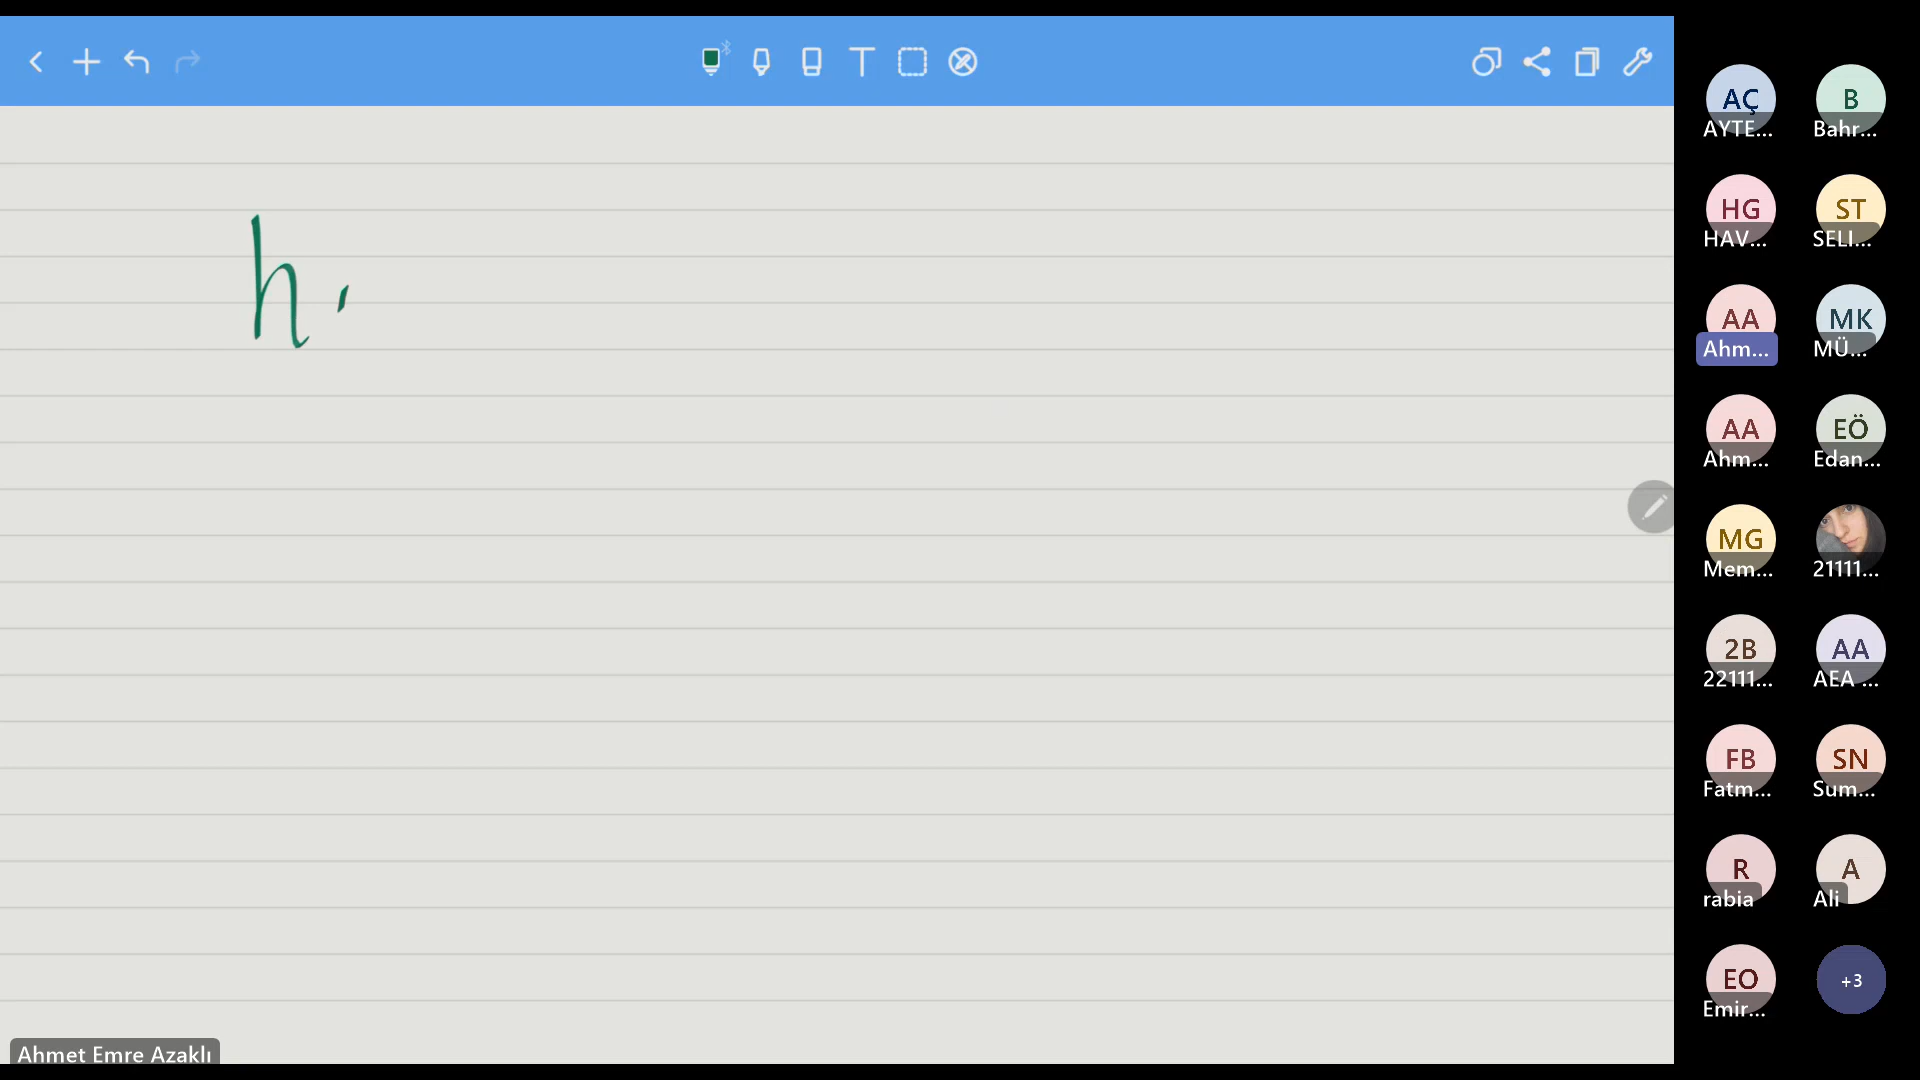 AÇ
AYTE...
B
Bahr...
HG
HAV...
ST
SELI...
AA
Ahm...
MK
MÜ...
AA
Ahm...
EÖ
Edan...
MG
Mem...
21111...
2B
22111...
AA
AEA ...
FB
Fatm...
SN
Sum...
R
rabia
A
Ali
EO
Emir...
+3
T
h
Ahmet Emre Azaklı